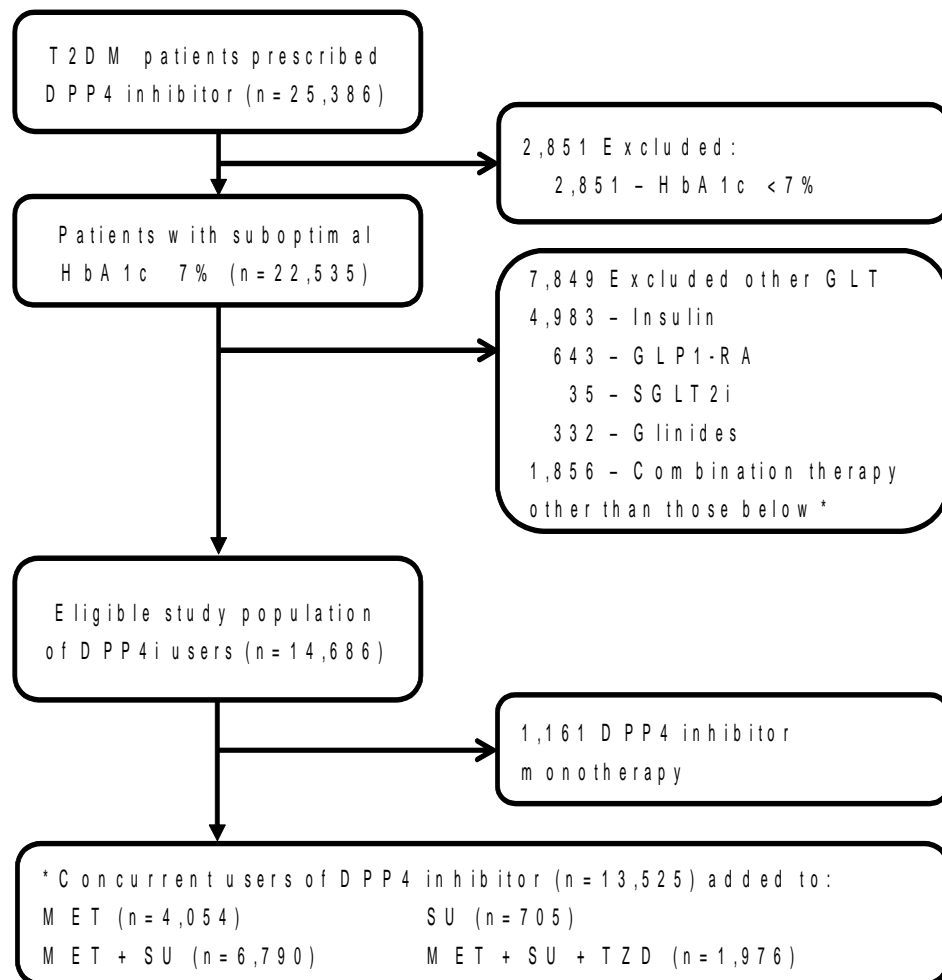 T2DM patients prescribed
DPP4 inhibitor (n=25,386)
2,851 Excluded:
2,851 – HbA1c <7%
Patients with suboptimal
HbA1c 7% (n=22,535)
7,849 Excluded other GLT
4,983 – Insulin
643 – GLP1-RA
35 – SGLT2i
332 – Glinides
1,856 – Combination therapy
other than those below*
Eligible study population
of DPP4i users (n=14,686)
1,161 DPP4 inhibitor
monotherapy
*Concurrent users of DPP4 inhibitor (n=13,525) added to:
MET (n=4,054) SU (n=705)
MET + SU (n=6,790) MET + SU + TZD (n=1,976)